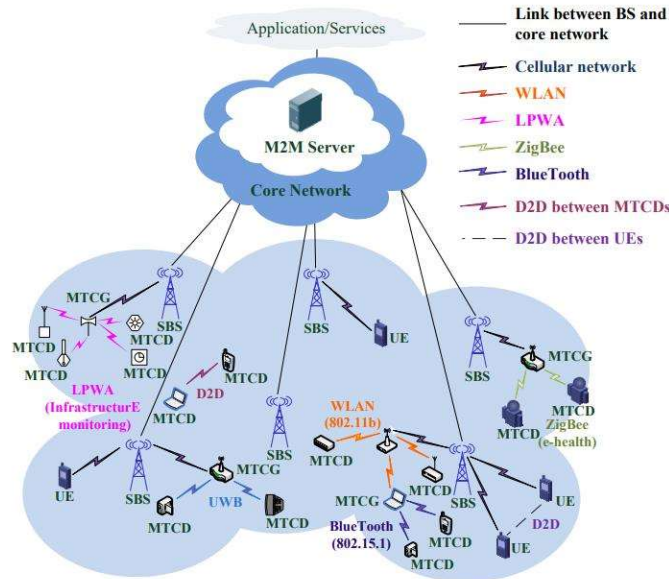 Application/Services
M2M Server
Core Network
Link between BS and
core network
Cellular network
WLAN
LPWA
ZigBee
BlueTooth
D2D between MTCDs
D2D between UEs
MTCG
SBS
MTCD
MTCD
MTCD
MTCD
LPWA
(InfrastructurE
monitoring)
SBS
UE
MTCD
D2D
MTCD
SBS
SBS
MTCG
MTCD
MTCD
ZigBee
(e-health)
UE
SBS
MTCG
UWB
MTCD
MTCD
WLAN
(802.11b)
MTCD
MTCD
MTCG
BlueTooth
(802.15.1)
MTCD
MTCD
SBS
UE
D2D
UE